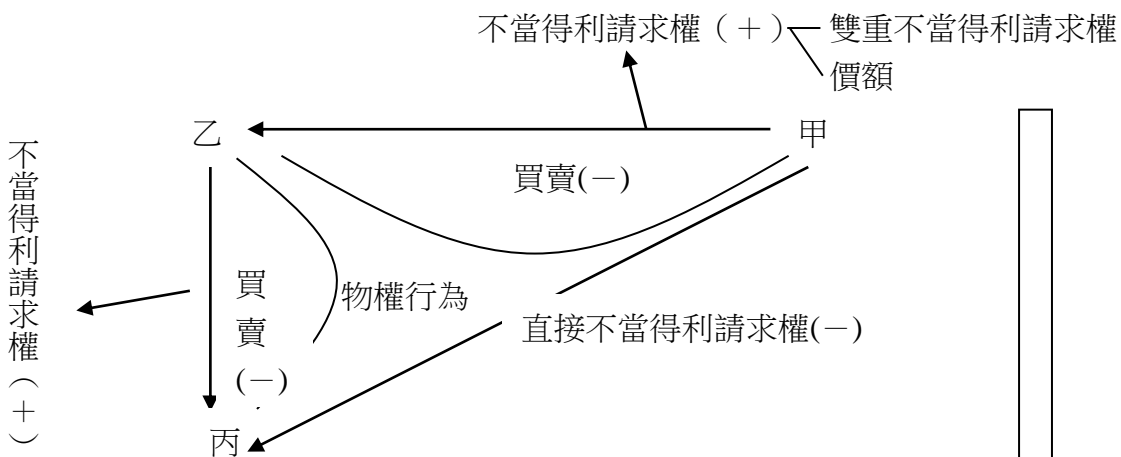 不當得利請求權（＋） 雙重不當得利請求權
價額
乙
甲
買賣(－)
不當得利請求權（＋）
買賣(－)
物權行為
直接不當得利請求權(－)
丙